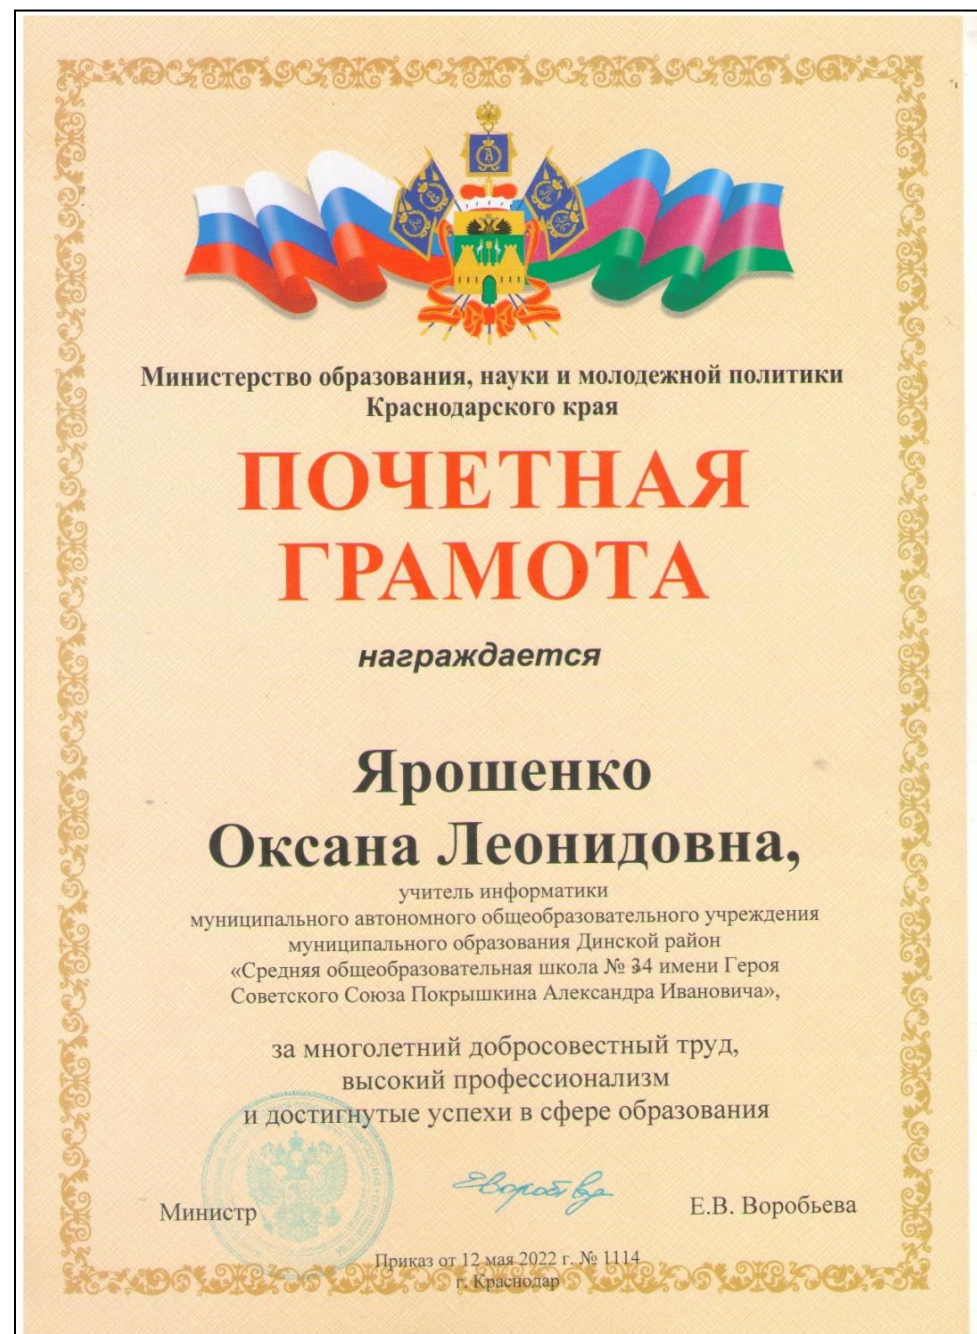 Министерство образования, науки и молодежной политики
Краснодарского края
ПОЧЕТНАЯ
ГРАМОТА
награждается
Ярошенко
Оксана Леонидовна,
учитель информатики
муниципального автономного общеобразовательного учреждения
муниципального образования Динской район
«Средняя общеобразовательная школа № 34 имени Героя
Советского Союза Покрышкина Александра Ивановича»,
за многолетний добросовестный труд,
высокий профессионализм
и достигнутые успехи в сфере образования
Министр
Е.В. Воробьева
Приказ от 12 мая 2022 г. № 1114
г. Краснодар